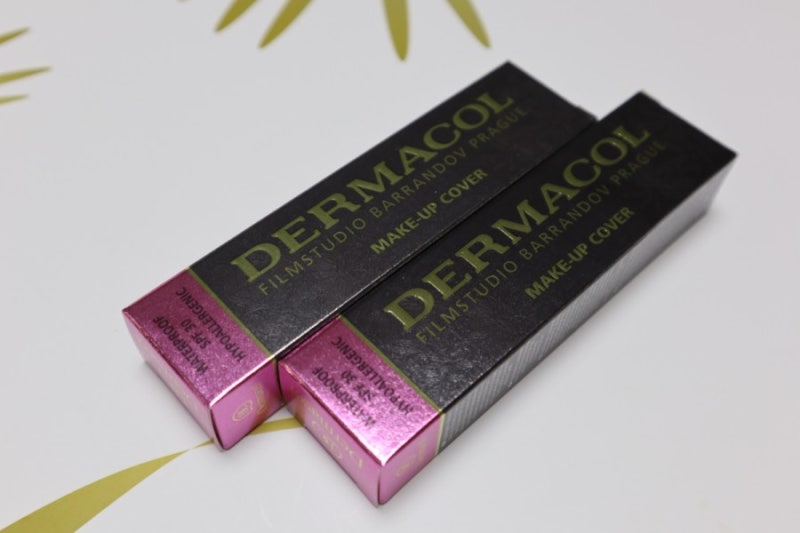 DERMACOL
FILMSTUDIO BARRANDOV PRAGUE
MAKE-UP COVER
WATERPROOF
SPF 30
HYPOALLERGENIC
DERMACOL
FILMSTUDIO BARRANDOV PRAGUE
MAKE-UP COVER
WATERPROOF
SPF 30
HYPOALLERGENIC